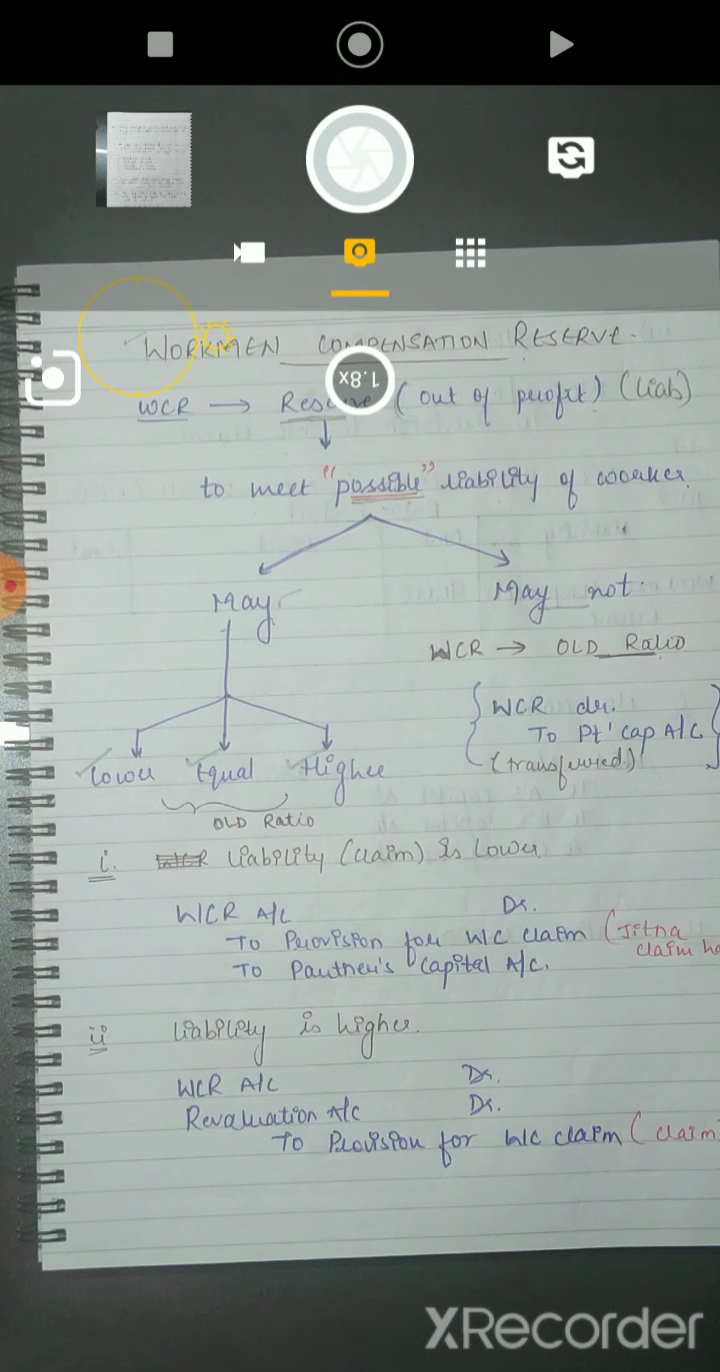 1.8X
WORKMEN COMPENSATION RESERVE.
WCR → Reserve (out of profit) (Liab)
to meet "possible" liability of worker.
May
May not.
WCR → OLD Ratio
WCR dr.
To Pt' cap A/C
(transferried.)
Lower Equal Higher
OLD Ratio
i. Liability (claim) is lower
WCR A/C Dr.
To Provision for WC claim (Jitna
claim
To Partner's Capital A/c.
ii Liability is higher.
WCR A/C Dr.
Revaluation A/c Dr.
To Provision for WC claim (claim
XRecorder